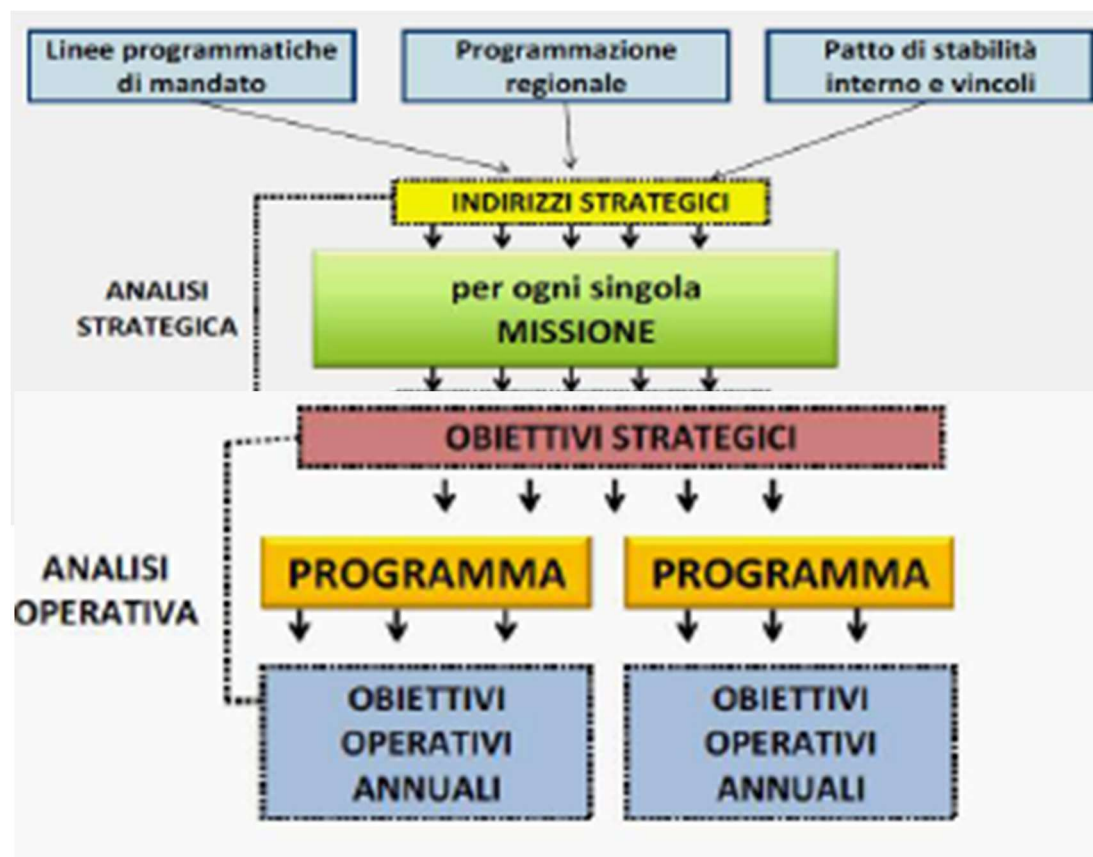 Linee programmatiche
di mandato
Programmazione
regionale
Patto di stabilità
interno e vincoli
INDIRIZZI STRATEGICI
ANALISI
STRATEGICA
per ogni singola
MISSIONE
OBIETTIVI STRATEGICI
ANALISI
OPERATIVA
PROGRAMMA
PROGRAMMA
OBIETTIVI
OPERATIVI
ANNUALI
OBIETTIVI
OPERATIVI
ANNUALI